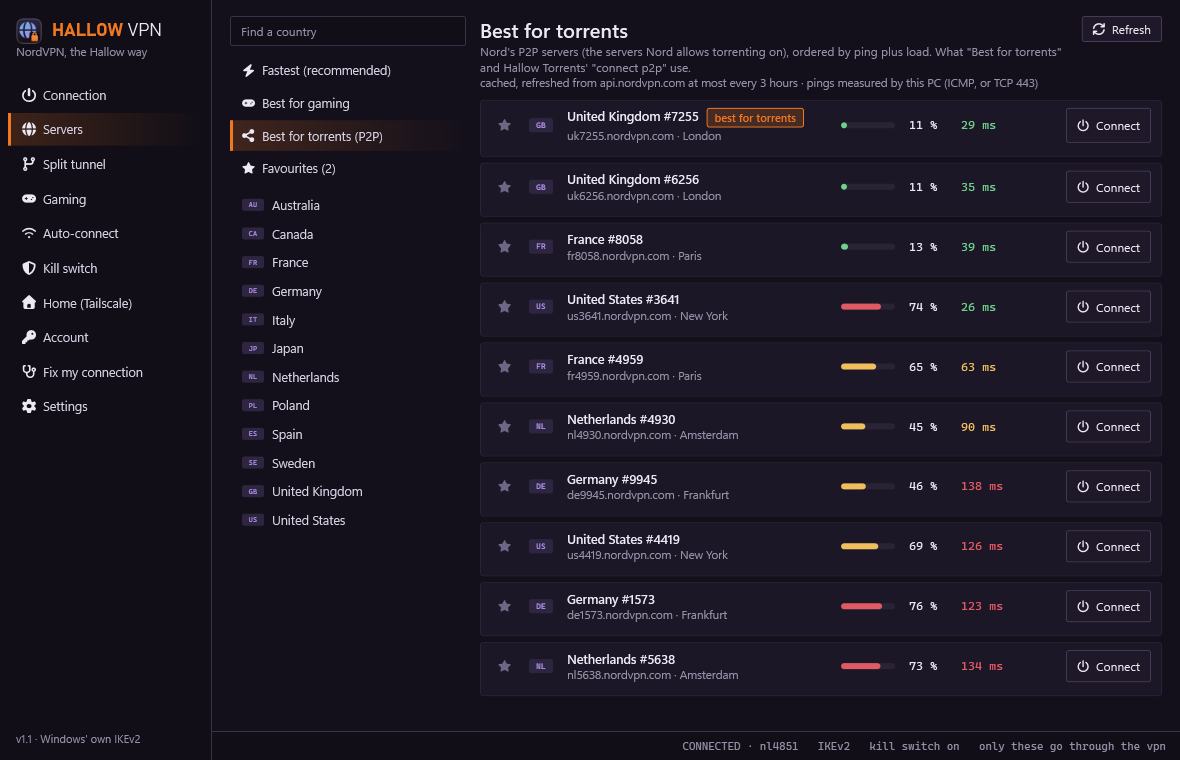 HALLOW VPN
NordVPN, the Hallow way
Connection
Servers
Split tunnel
Gaming
Auto-connect
Kill switch
Home (Tailscale)
Account
Fix my connection
Settings
v1.1 · Windows' own IKEv2
Find a country
Fastest (recommended)
Best for gaming
Best for torrents (P2P)
Favourites (2)
AU Australia
CA Canada
FR France
DE Germany
IT Italy
JP Japan
NL Netherlands
PL Poland
ES Spain
SE Sweden
GB United Kingdom
US United States
Best for torrents
Refresh
Nord's P2P servers (the servers Nord allows torrenting on), ordered by ping plus load. What "Best for torrents"
and Hallow Torrents' "connect p2p" use.
cached, refreshed from api.nordvpn.com at most every 3 hours · pings measured by this PC (ICMP, or TCP 443)
GB United Kingdom #7255 best for torrents 11 % 29 ms Connect
uk7255.nordvpn.com · London
GB United Kingdom #6256 11 % 35 ms Connect
uk6256.nordvpn.com · London
FR France #8058 13 % 39 ms Connect
fr8058.nordvpn.com · Paris
US United States #3641 74 % 26 ms Connect
us3641.nordvpn.com · New York
FR France #4959 65 % 63 ms Connect
fr4959.nordvpn.com · Paris
NL Netherlands #4930 45 % 90 ms Connect
nl4930.nordvpn.com · Amsterdam
DE Germany #9945 46 % 138 ms Connect
de9945.nordvpn.com · Frankfurt
US United States #4419 69 % 126 ms Connect
us4419.nordvpn.com · New York
DE Germany #1573 76 % 123 ms Connect
de1573.nordvpn.com · Frankfurt
NL Netherlands #5638 73 % 134 ms Connect
nl5638.nordvpn.com · Amsterdam
CONNECTED · nl4851 IKEv2 kill switch on only these go through the vpn